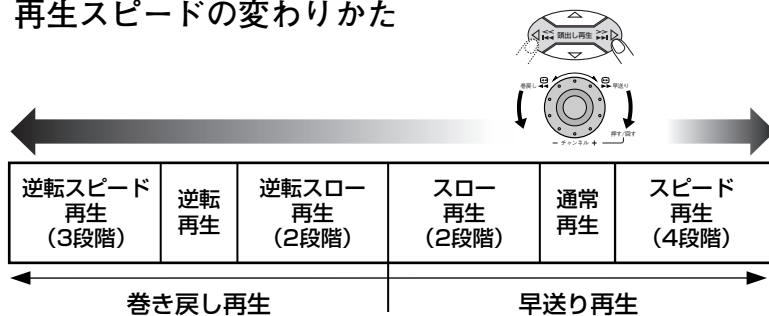 再生スピードの変わりかた
頭出し再生
巻戻し
早送り
押す/回す
− チャンネル ＋
逆転スピード
再生
（3段階）
逆転
再生
逆転スロー
再生
（2段階）
スロー
再生
（2段階）
通常
再生
スピード
再生
（4段階）
巻き戻し再生
早送り再生